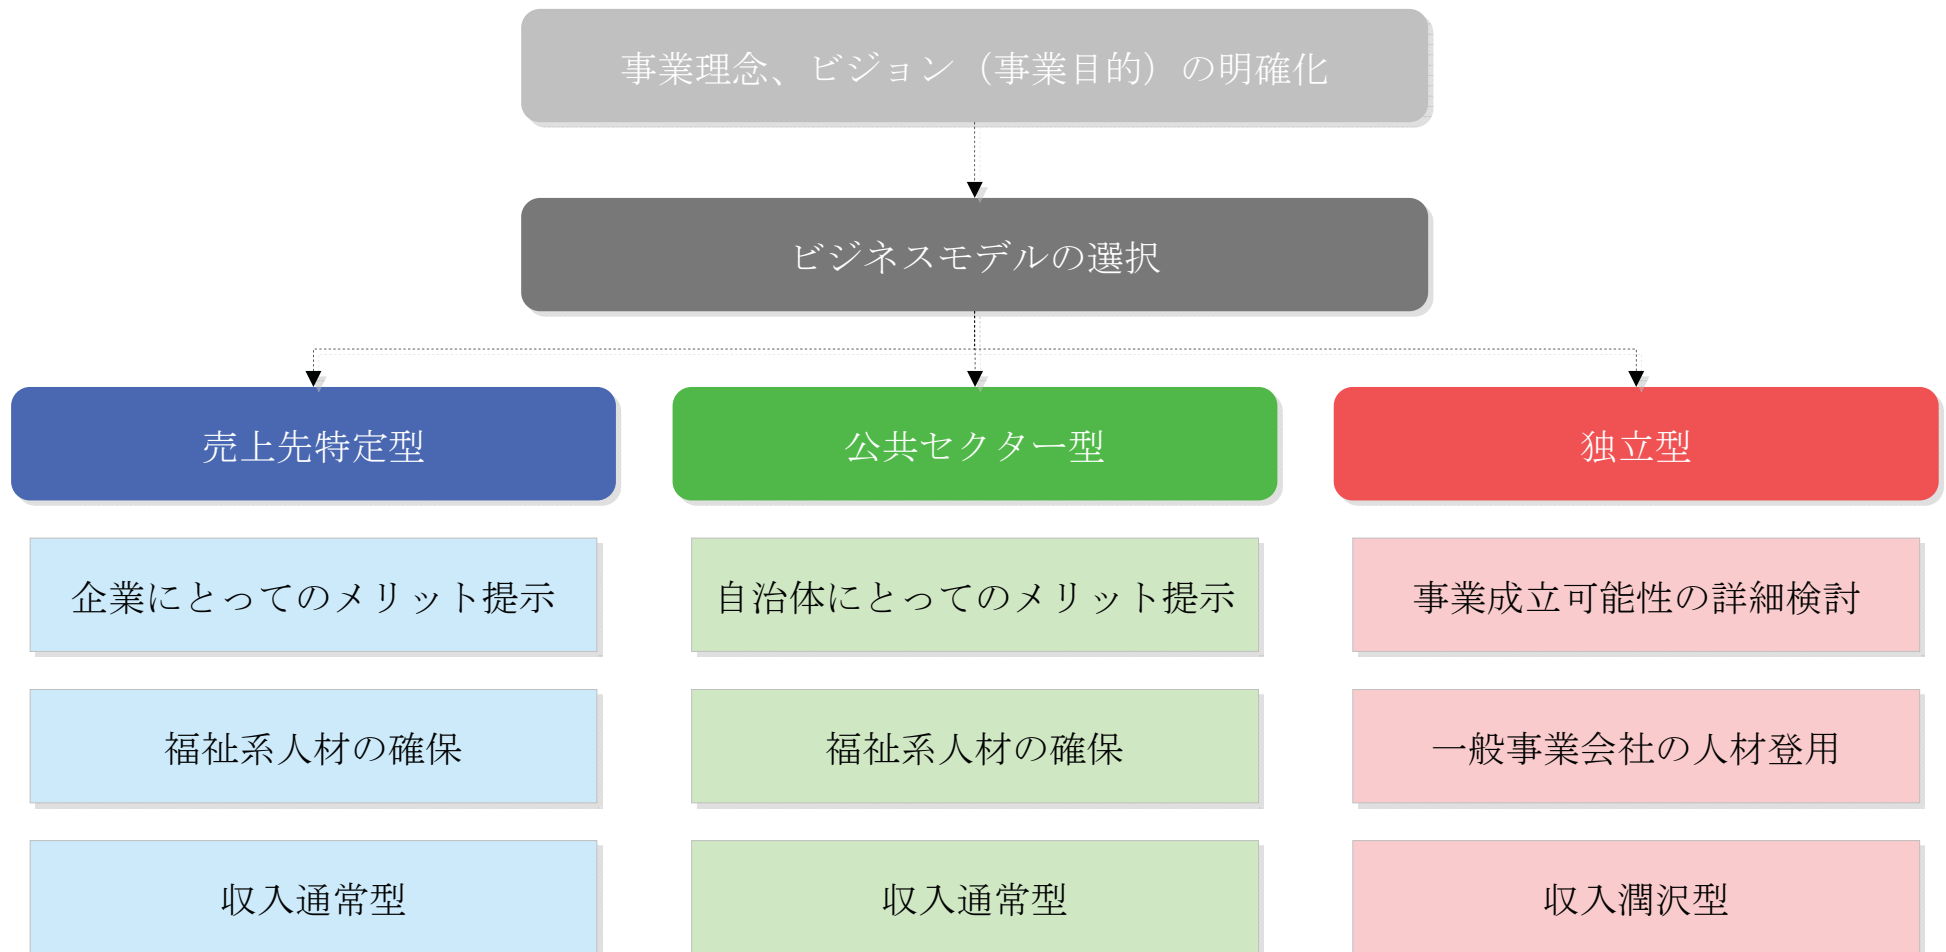 事業理念、ビジョン（事業目的）の明確化
ビジネスモデルの選択
売上先特定型
公共セクター型
独立型
企業にとってのメリット提示
自治体にとってのメリット提示
事業成立可能性の詳細検討
福祉系人材の確保
福祉系人材の確保
一般事業会社の人材登用
収入通常型
収入通常型
収入潤沢型